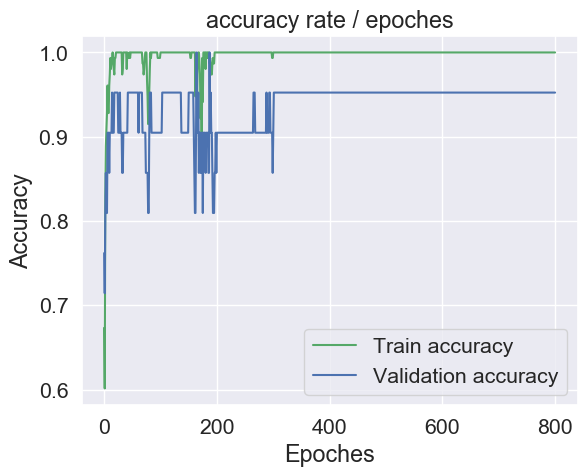 accuracy rate / epoches
1.0
0.9
0.8
0.7
0.6
Accuracy
Train accuracy
Validation accuracy
0 200 400 600 800
Epoches